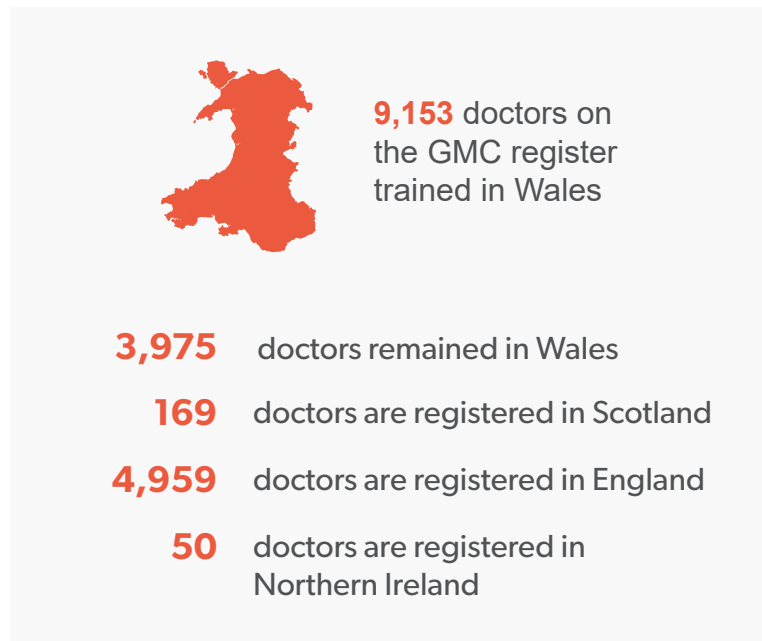 9,153 doctors on
the GMC register
trained in Wales
3,975 doctors remained in Wales
169 doctors are registered in Scotland
4,959 doctors are registered in England
50 doctors are registered in
Northern Ireland